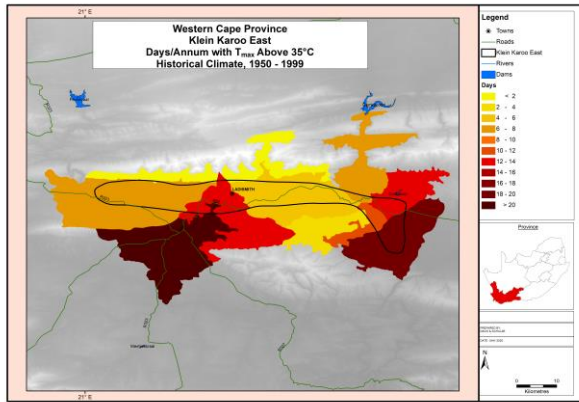 21° E
Western Cape Province
Klein Karoo East
Days/Annum with Tmax Above 35°C
Historical Climate, 1950 - 1999
LADISMITH
21° E
Legend
Towns
Roads
Klein Karoo East
Rivers
Dams
Days
< 2
2 - 4
4 - 6
6 - 8
8 - 10
10 - 12
12 - 14
14 - 16
16 - 18
18 - 20
> 20
Province
N
0 10
Kilometres